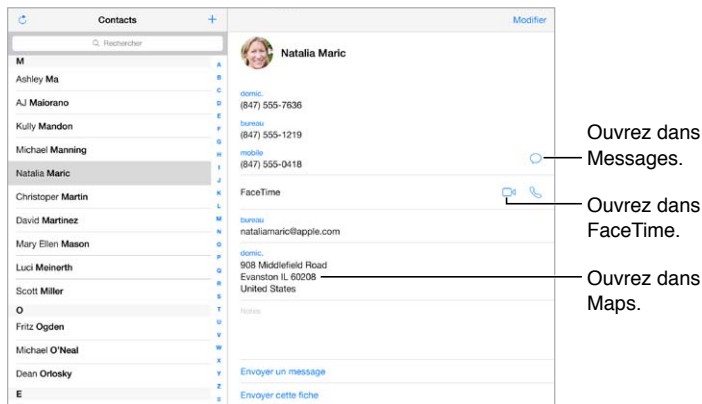 Contacts
+
Rechercher
M
Ashley Ma
AJ Maiorano
Kully Mandon
Michael Manning
Natalia Maric
Christoper Martin
David Martinez
Mary Ellen Mason
Luci Meinerth
Scott Miller
O
Fritz Ogden
Michael O'Neal
Dean Orlosky
E
A
B
C
D
E
F
G
H
I
J
K
L
M
N
O
P
Q
R
S
T
U
V
W
X
Y
Z
#
Modifier
Natalia Maric
domic.
(847) 555-7636
bureau
(847) 555-1219
mobile
(847) 555-0418
FaceTime
bureau
nataliamaric@apple.com
domic.
908 Middlefield Road
Evanston IL 60208
United States
Notes
Envoyer un message
Envoyer cette fiche
Ouvrez dans
Messages.
Ouvrez dans
FaceTime.
Ouvrez dans
Maps.